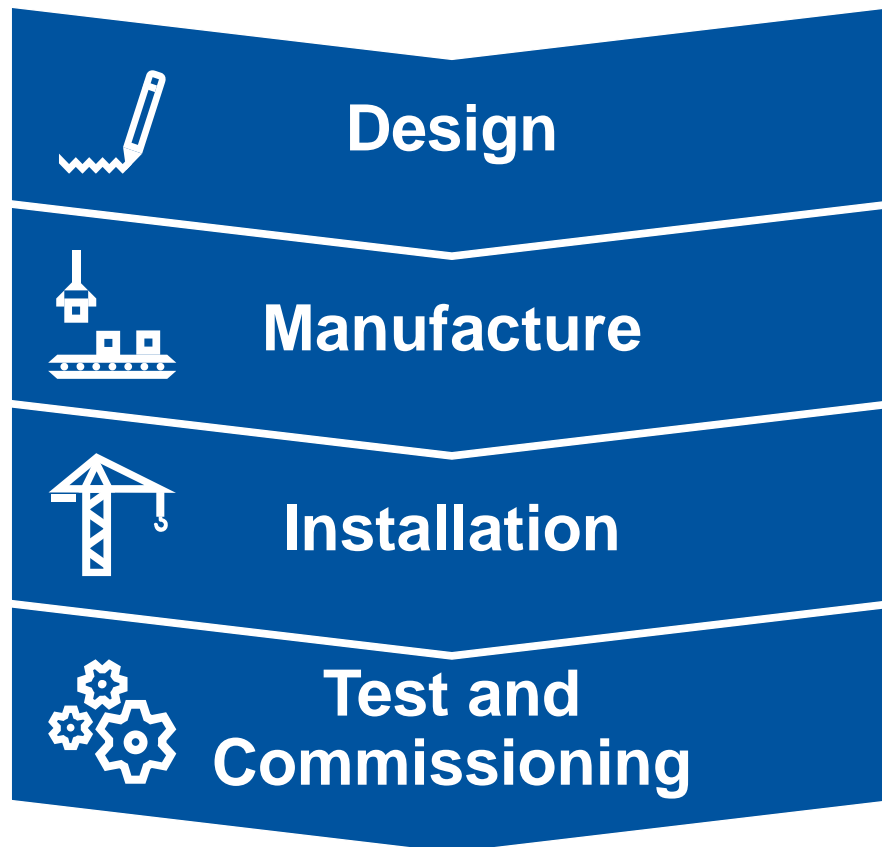 Design
Manufacture
Installation
Test and
Commissioning